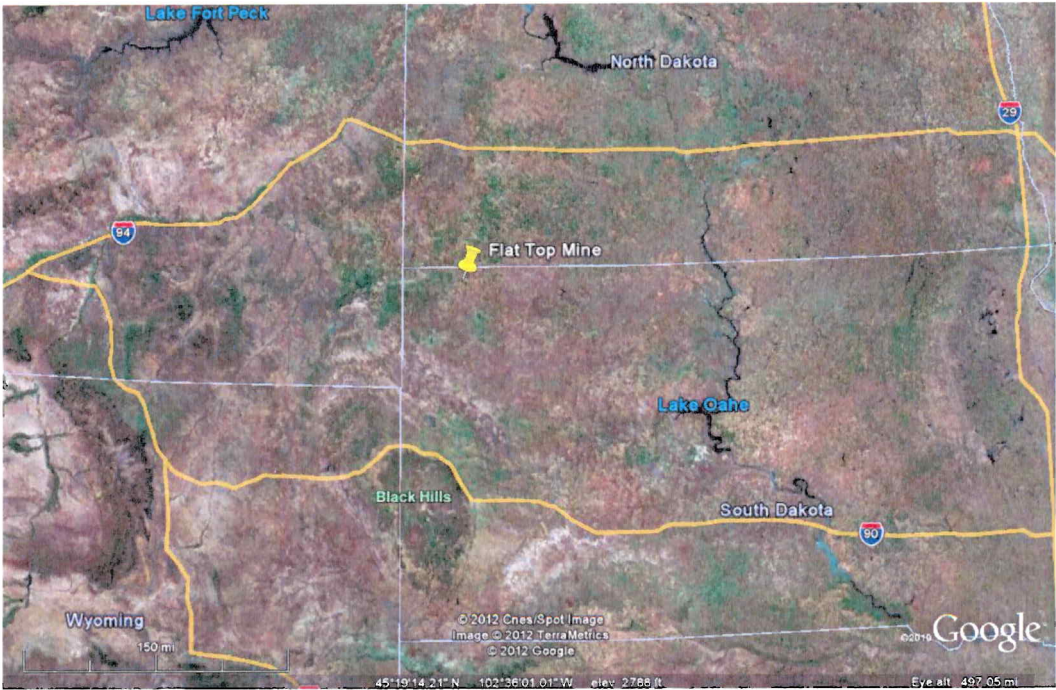 Lake Fort Peck
North Dakota
29
94
Flat Top Mine
Lake Oahe
Black Hills
South Dakota
90
Wyoming
150 mi
© 2012 Cnes/Spot Image
Image © 2012 TerraMetrics
© 2012 Google
©2010 Google
45°19'14.21" N 102°36'01.01" W elev 2788 ft Eye alt 497.05 mi